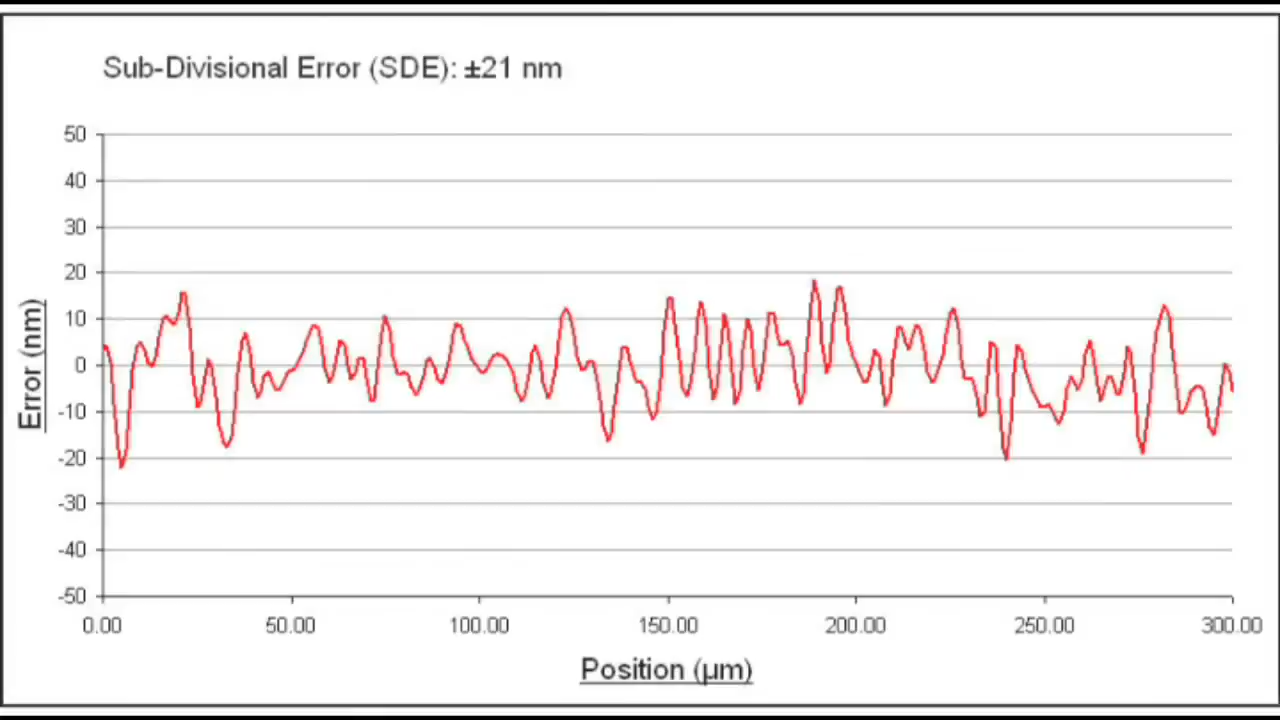 Sub-Divisional Error (SDE): ±21 nm
50
40
30
20
10
0
-10
-20
-30
-40
-50
Error (nm)
0.00 50.00 100.00 150.00 200.00 250.00 300.00
Position (µm)